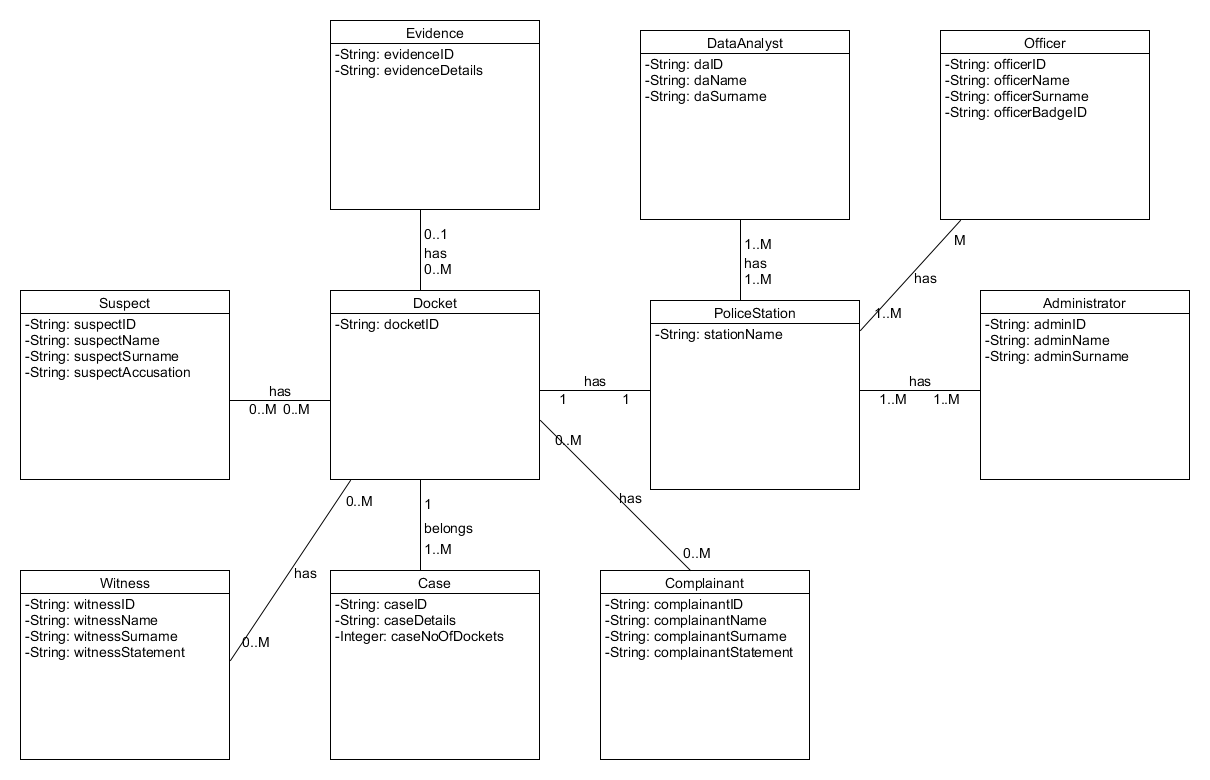 Evidence
-String: evidenceID
-String: evidenceDetails
DataAnalyst
-String: daID
-String: daName
-String: daSurname
Officer
-String: officerID
-String: officerName
-String: officerSurname
-String: officerBadgeID
0..1
has
0..M
1..M
has
1..M
M
has
1..M
Suspect
-String: suspectID
-String: suspectName
-String: suspectSurname
-String: suspectAccusation
has
0..M 0..M
Docket
-String: docketID
has
1 1
PoliceStation
-String: stationName
has
1..M 1..M
Administrator
-String: adminID
-String: adminName
-String: adminSurname
0..M
has
0..M
1
belongs
1..M
0..M
has
0..M
Witness
-String: witnessID
-String: witnessName
-String: witnessSurname
-String: witnessStatement
Case
-String: caseID
-String: caseDetails
-Integer: caseNoOfDockets
Complainant
-String: complainantID
-String: complainantName
-String: complainantSurname
-String: complainantStatement